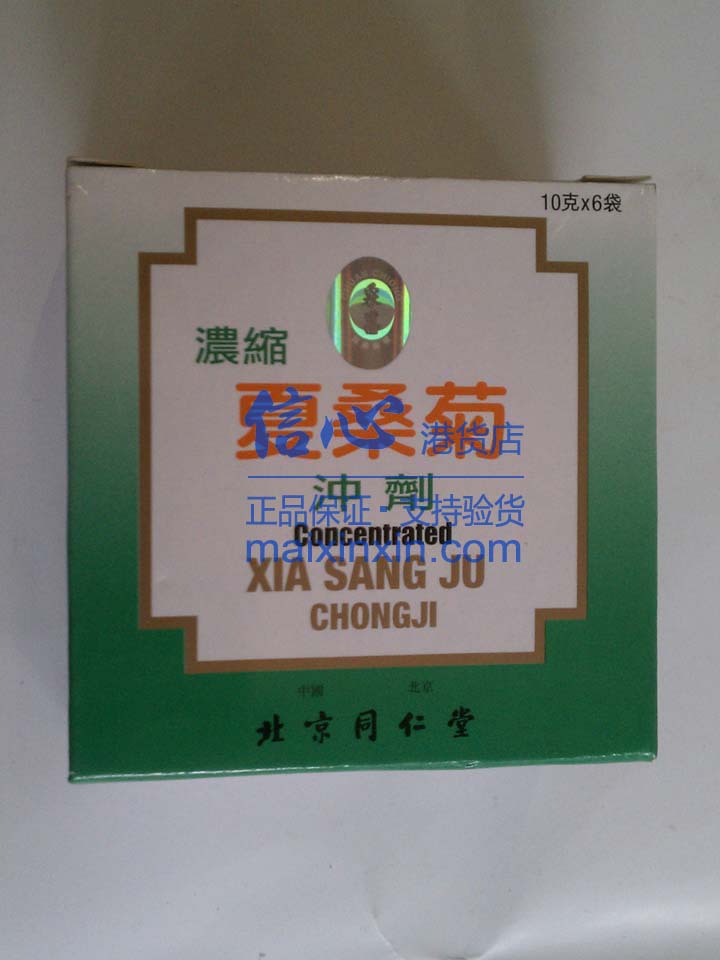 10克x6袋
濃縮
夏桑菊
信心港货店
沖劑
正品保证·支持验货
Concentrated
maixinxin.com
XIA SANG JU
CHONGJI
中國 北京
北京同仁堂